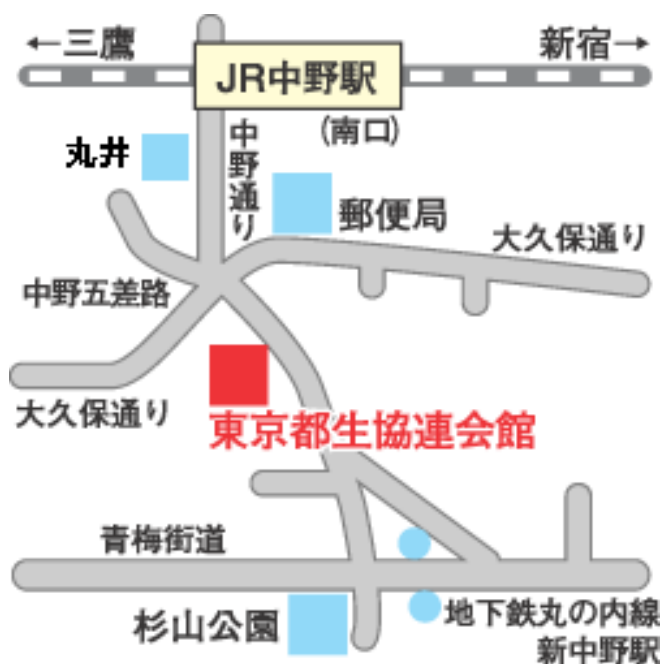 ←三鷹
新宿→
JR中野駅
(南口)
丸井
中野通り
郵便局
大久保通り
中野五差路
大久保通り
東京都生協連会館
青梅街道
杉山公園
地下鉄丸の内線
新中野駅